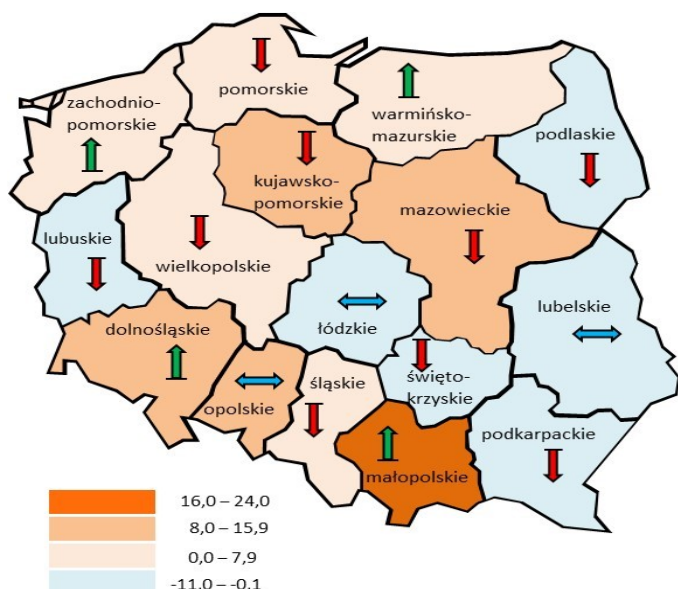 pomorskie
zachodnio-
pomorskie
warmińsko-
mazurskie
podlaskie
kujawsko-
pomorskie
mazowieckie
lubuskie
wielkopolskie
lubelskie
dolnośląskie
łódzkie
śląskie
święto-
krzyskie
opolskie
podkarpackie
małopolskie
16,0 – 24,0
8,0 – 15,9
0,0 – 7,9
-11,0 – -0,1